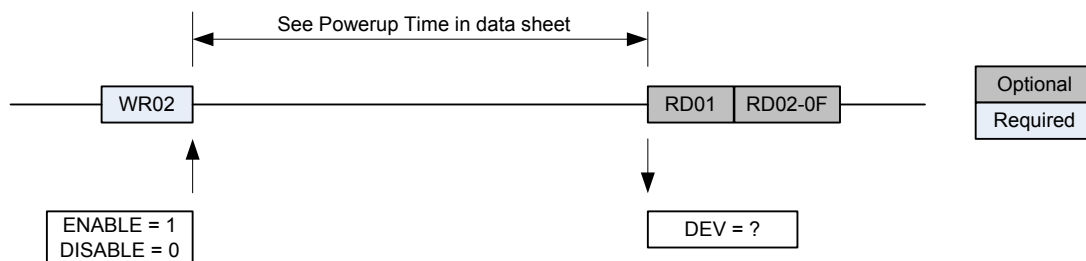 See Powerup Time in data sheet
WR02
RD01
RD02-0F
Optional
Required
ENABLE = 1
DISABLE = 0
DEV = ?